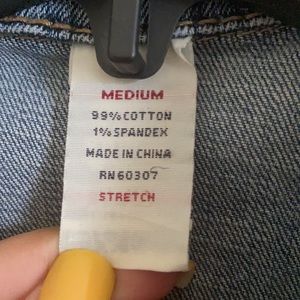 MEDIUM
99% COTTON
1% SPANDEX
MADE IN CHINA
RN 60307
STRETCH